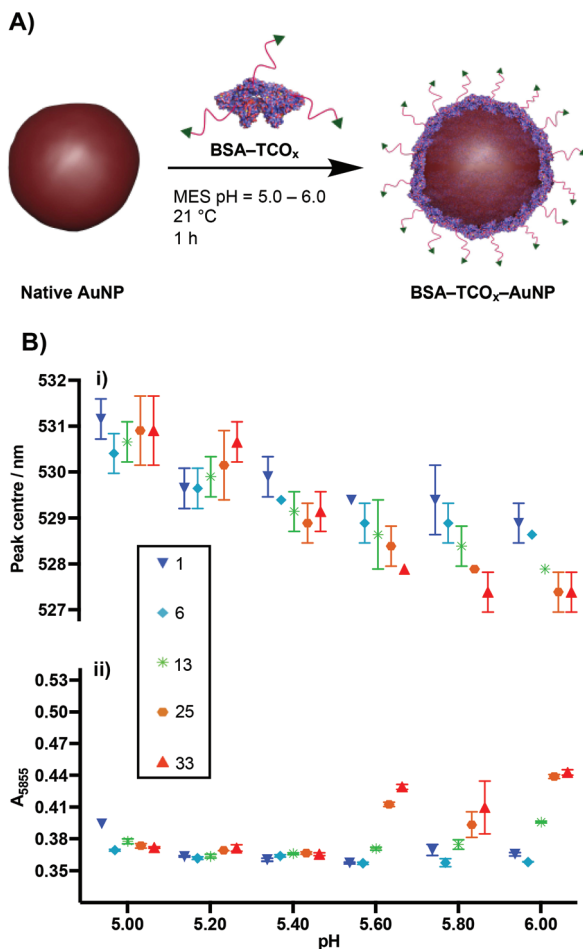 A)
BSA–TCOₓ
MES pH = 5.0 – 6.0
21 °C
1 h
Native AuNP
BSA–TCOₓ–AuNP
B)
i)
Peak centre / nm
532
531
530
529
528
527
1
6
13
25
33
ii)
A₅₈₅₅
0.53
0.50
0.47
0.44
0.41
0.38
0.35
5.00
5.20
5.40
5.60
5.80
6.00
pH